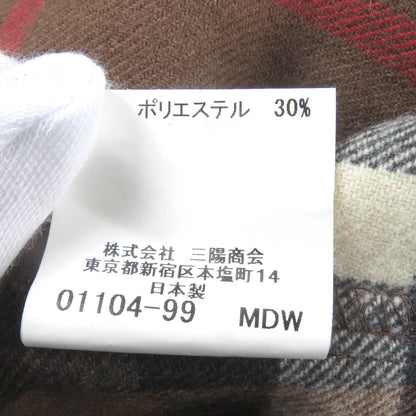 ポリエステル 30%
株式会社 三陽商会
東京都新宿区本塩町14
日本製
01104-99 MDW